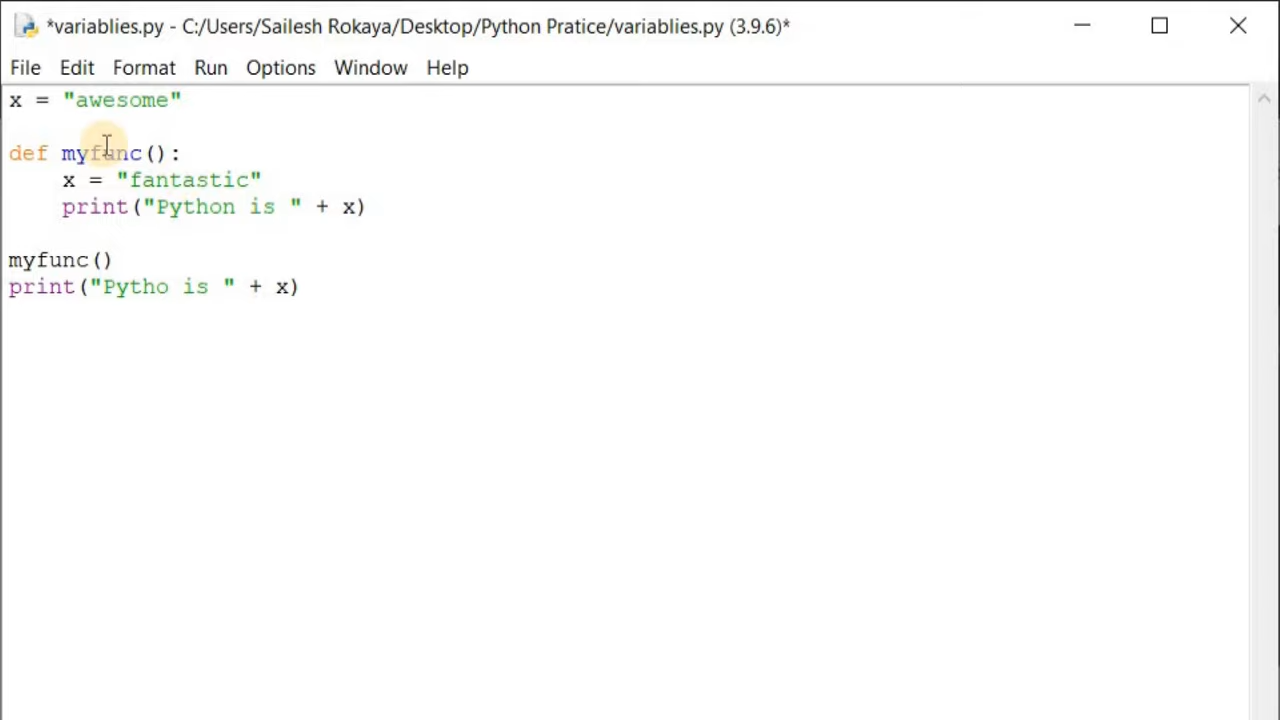 *variablies.py - C:/Users/Sailesh Rokaya/Desktop/Python Pratice/variablies.py (3.9.6)*
File Edit Format Run Options Window Help
x = "awesome"
def myfunc():
    x = "fantastic"
    print("Python is " + x)
myfunc()
print("Pytho is " + x)